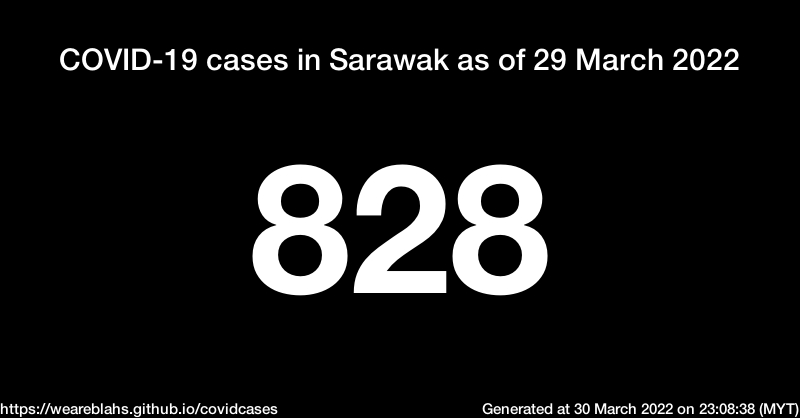 COVID-19 cases in Sarawak as of 29 March 2022
828
https://weareblahs.github.io/covidcases
Generated at 30 March 2022 on 23:08:38 (MYT)